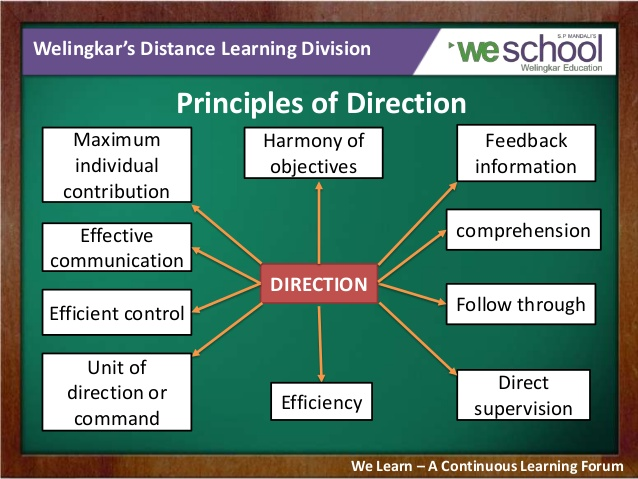 Welingkar's Distance Learning Division
S.P. MANDALI'S
we school
Welingkar Education
Principles of Direction
Maximum
individual
contribution
Harmony of
objectives
Feedback
information
Effective
communication
comprehension
DIRECTION
Efficient control
Follow through
Unit of
direction or
command
Efficiency
Direct
supervision
We Learn – A Continuous Learning Forum